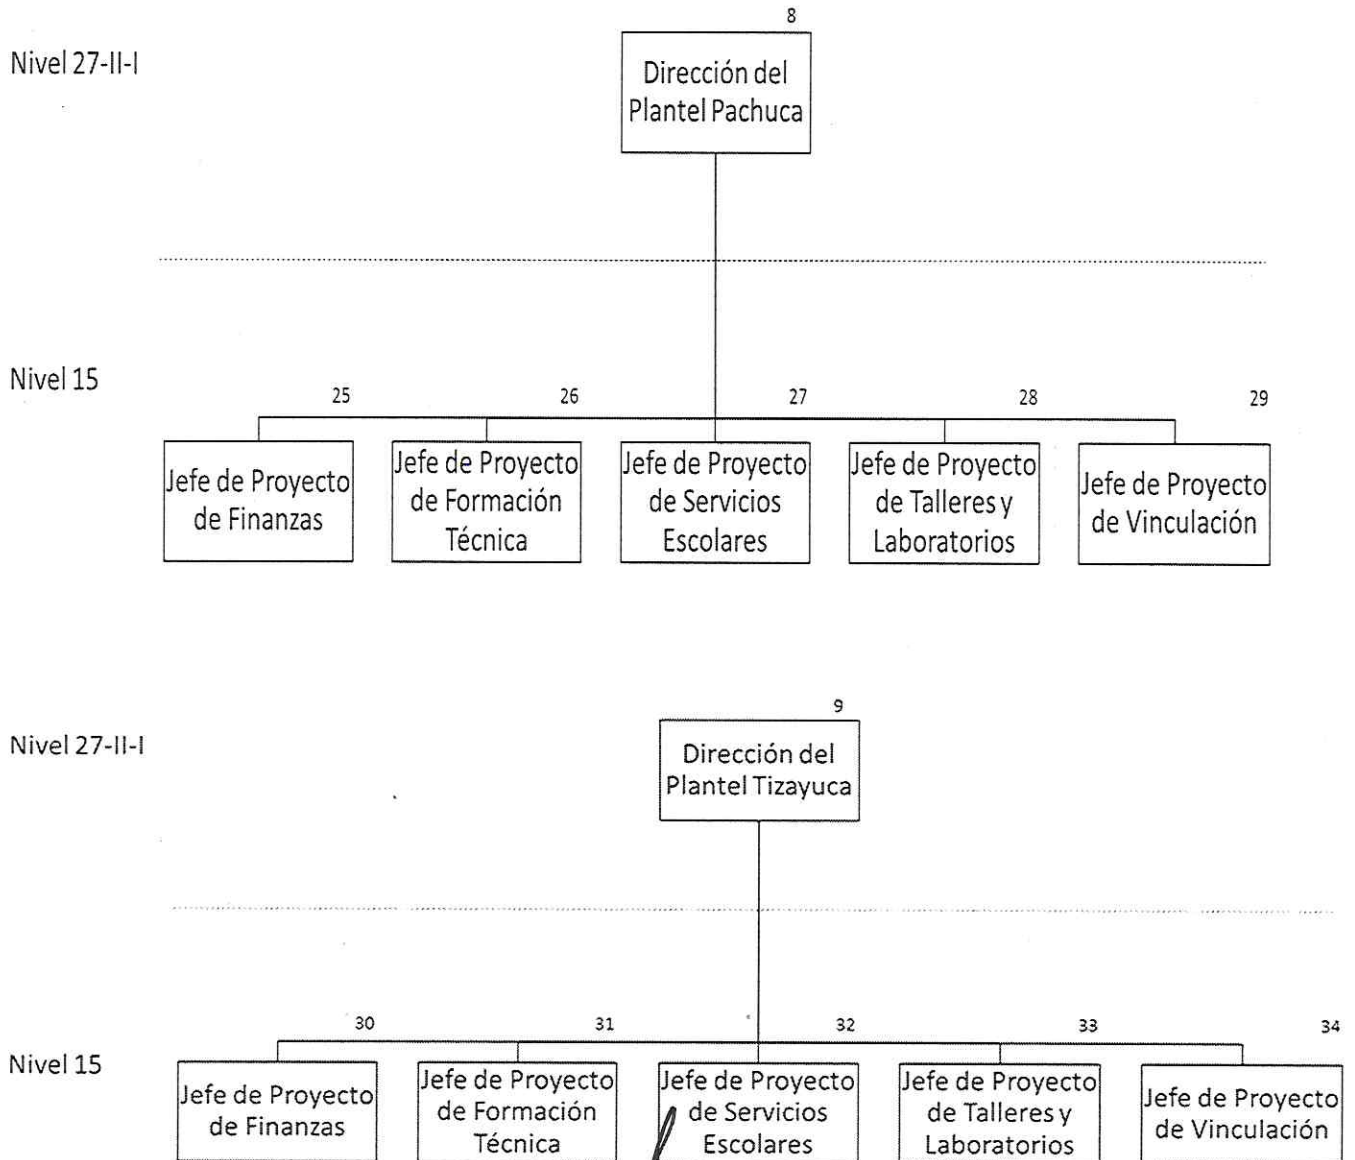 8
Nivel 27-II-I
Dirección del
Plantel Pachuca
Nivel 15
25
26
27
28
29
Jefe de Proyecto
de Finanzas
Jefe de Proyecto
de Formación
Técnica
Jefe de Proyecto
de Servicios
Escolares
Jefe de Proyecto
de Talleres y
Laboratorios
Jefe de Proyecto
de Vinculación
9
Nivel 27-II-I
Dirección del
Plantel Tizayuca
30
31
32
33
34
Nivel 15
Jefe de Proyecto
de Finanzas
Jefe de Proyecto
de Formación
Técnica
Jefe de Proyecto
de Servicios
Escolares
Jefe de Proyecto
de Talleres y
Laboratorios
Jefe de Proyecto
de Vinculación